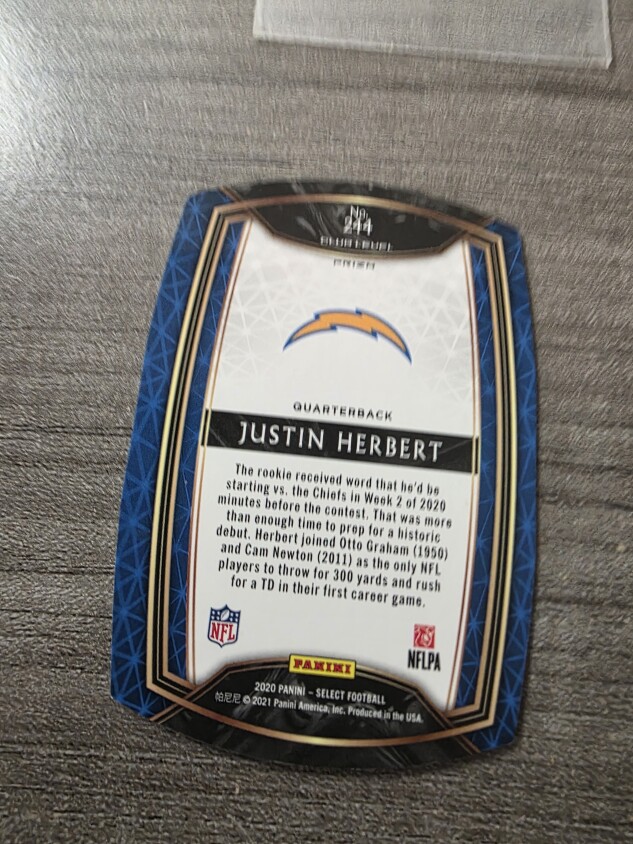 No.
244
CLUB LEVEL
PRIZM
QUARTERBACK
JUSTIN HERBERT
The rookie received word that he'd be
starting vs. the Chiefs in Week 2 of 2020
minutes before the contest. That was more
than enough time to prep for a historic
debut. Herbert joined Otto Graham (1950)
and Cam Newton (2011) as the only NFL
players to throw for 300 yards and rush
for a TD in their first career game.
NFL
NFLPA
PANINI
2020 PANINI – SELECT FOOTBALL
帕尼尼 © 2021 Panini America, Inc. Produced in the USA.